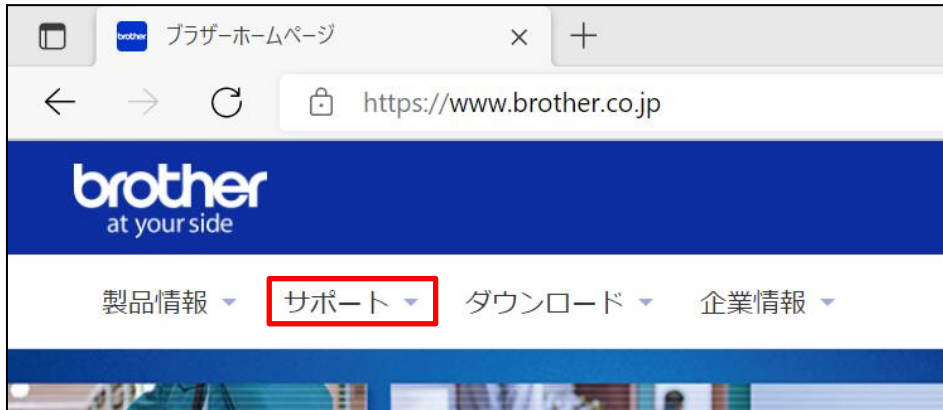 brother ブラザーホームページ
https://www.brother.co.jp
brother
at your side
製品情報 サポート ダウンロード 企業情報